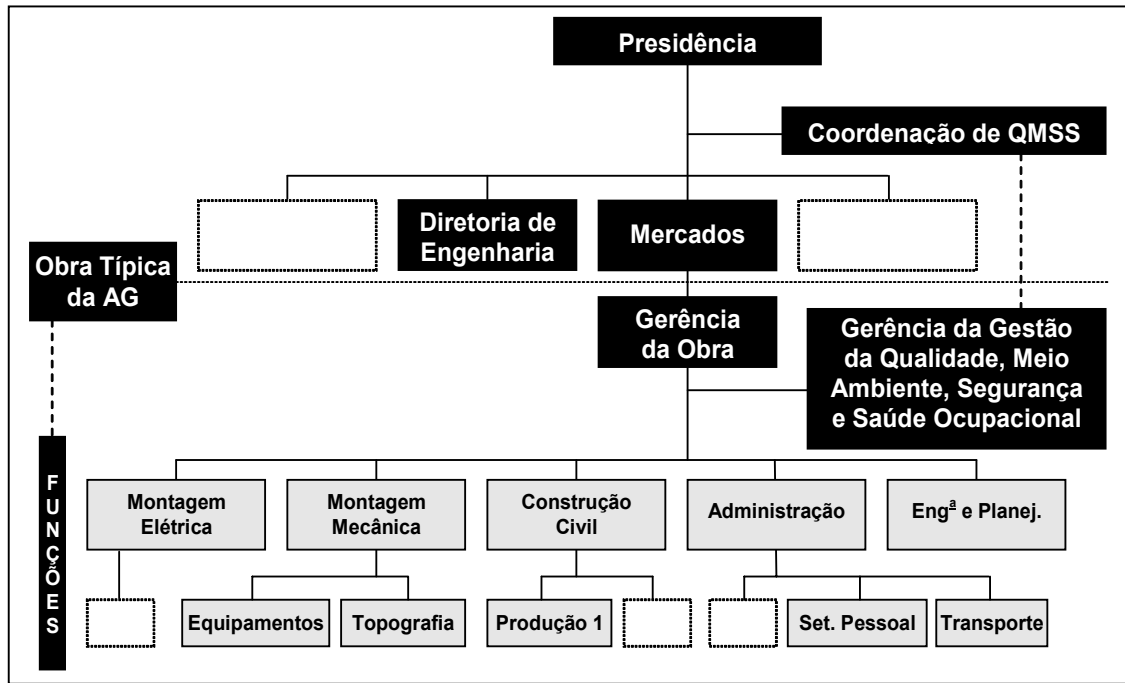 Presidência
Coordenação de QMSS
Diretoria de
Engenharia
Mercados
Obra Típica
da AG
Gerência
da Obra
Gerência da Gestão
da Qualidade, Meio
Ambiente, Segurança
e Saúde Ocupacional
FUNÇÕES
Montagem
Elétrica
Montagem
Mecânica
Construção
Civil
Administração
Engª e Planej.
Equipamentos
Topografia
Produção 1
Set. Pessoal
Transporte